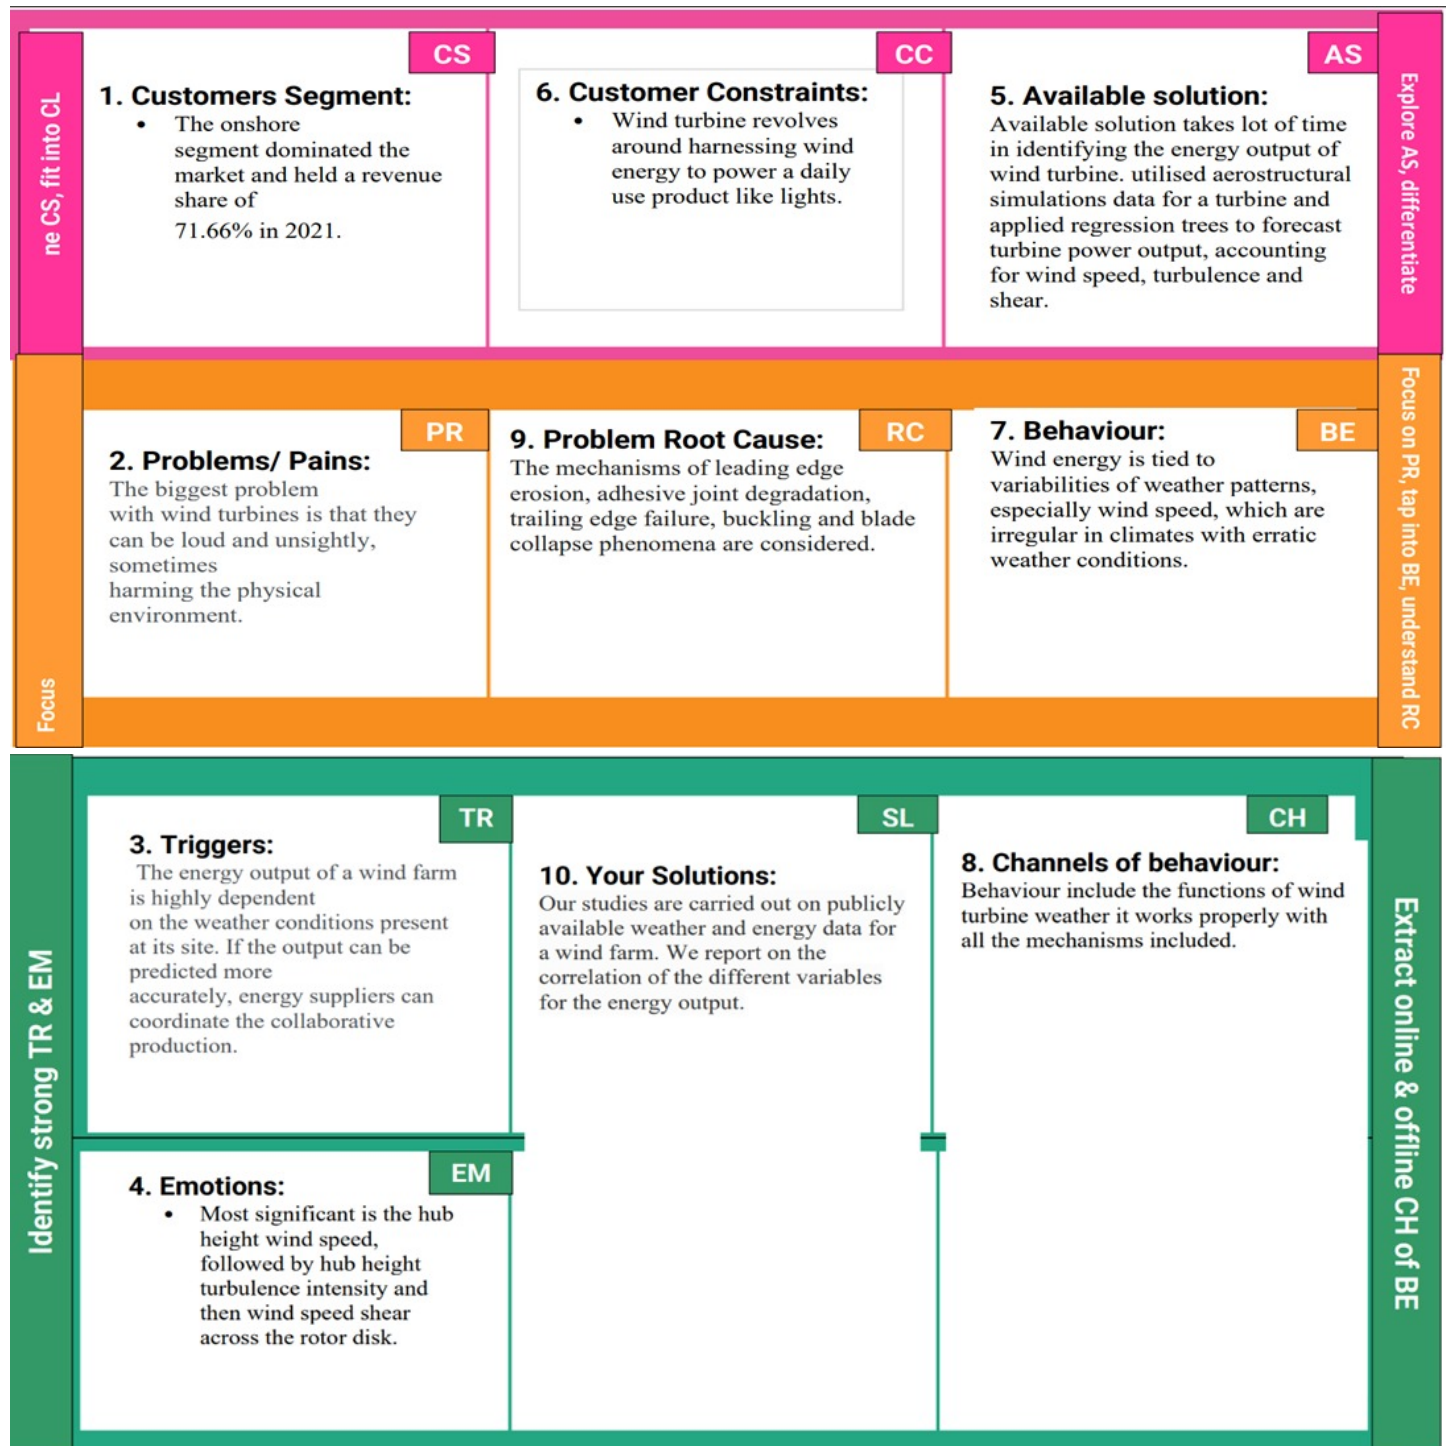 ne CS, fit into CL
CS
1. Customers Segment:
• The onshore
segment dominated the
market and held a revenue
share of
71.66% in 2021.
CC
6. Customer Constraints:
• Wind turbine revolves
around harnessing wind
energy to power a daily
use product like lights.
AS
5. Available solution:
Available solution takes lot of time
in identifying the energy output of
wind turbine. utilised aerostructural
simulations data for a turbine and
applied regression trees to forecast
turbine power output, accounting
for wind speed, turbulence and
shear.
Explore AS, differentiate
Focus
PR
2. Problems/ Pains:
The biggest problem
with wind turbines is that they
can be loud and unsightly,
sometimes
harming the physical
environment.
RC
9. Problem Root Cause:
The mechanisms of leading edge
erosion, adhesive joint degradation,
trailing edge failure, buckling and blade
collapse phenomena are considered.
BE
7. Behaviour:
Wind energy is tied to
variabilities of weather patterns,
especially wind speed, which are
irregular in climates with erratic
weather conditions.
Focus on PR, tap into BE, understand RC
Identify strong TR & EM
TR
3. Triggers:
The energy output of a wind farm
is highly dependent
on the weather conditions present
at its site. If the output can be
predicted more
accurately, energy suppliers can
coordinate the collaborative
production.
SL
10. Your Solutions:
Our studies are carried out on publicly
available weather and energy data for
a wind farm. We report on the
correlation of the different variables
for the energy output.
CH
8. Channels of behaviour:
Behaviour include the functions of wind
turbine weather it works properly with
all the mechanisms included.
EM
4. Emotions:
• Most significant is the hub
height wind speed,
followed by hub height
turbulence intensity and
then wind speed shear
across the rotor disk.
Extract online & offline CH of BE